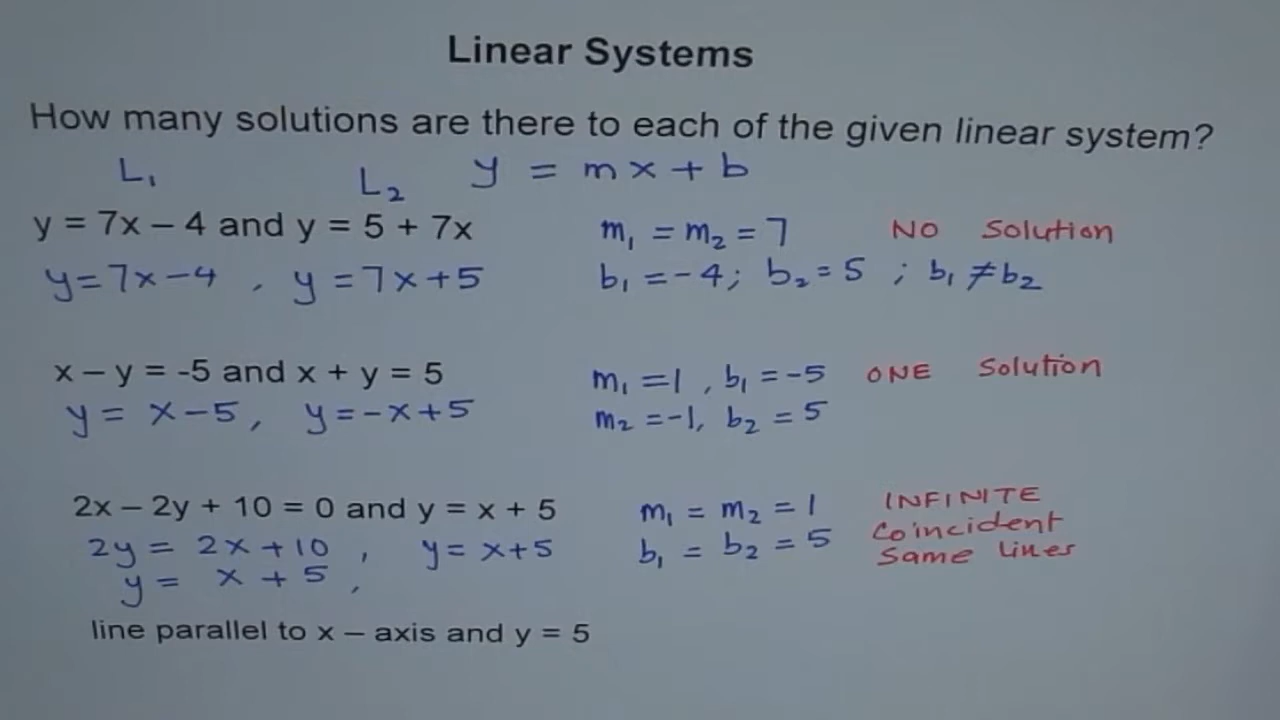 Linear Systems
How many solutions are there to each of the given linear system?
L₁ L₂ y = mx + b
y = 7x – 4 and y = 5 + 7x m₁ = m₂ = 7 NO Solution
y = 7x – 4 , y = 7x + 5 b₁ = -4; b₂ = 5 ; b₁ ≠ b₂
x – y = -5 and x + y = 5 m₁ = 1 , b₁ = -5 ONE Solution
y = x – 5, y = -x + 5 m₂ = -1, b₂ = 5
2x – 2y + 10 = 0 and y = x + 5 m₁ = m₂ = 1 INFINITE
2y = 2x + 10 , y = x + 5 b₁ = b₂ = 5 Coincident
y = x + 5 , Same lines
line parallel to x – axis and y = 5